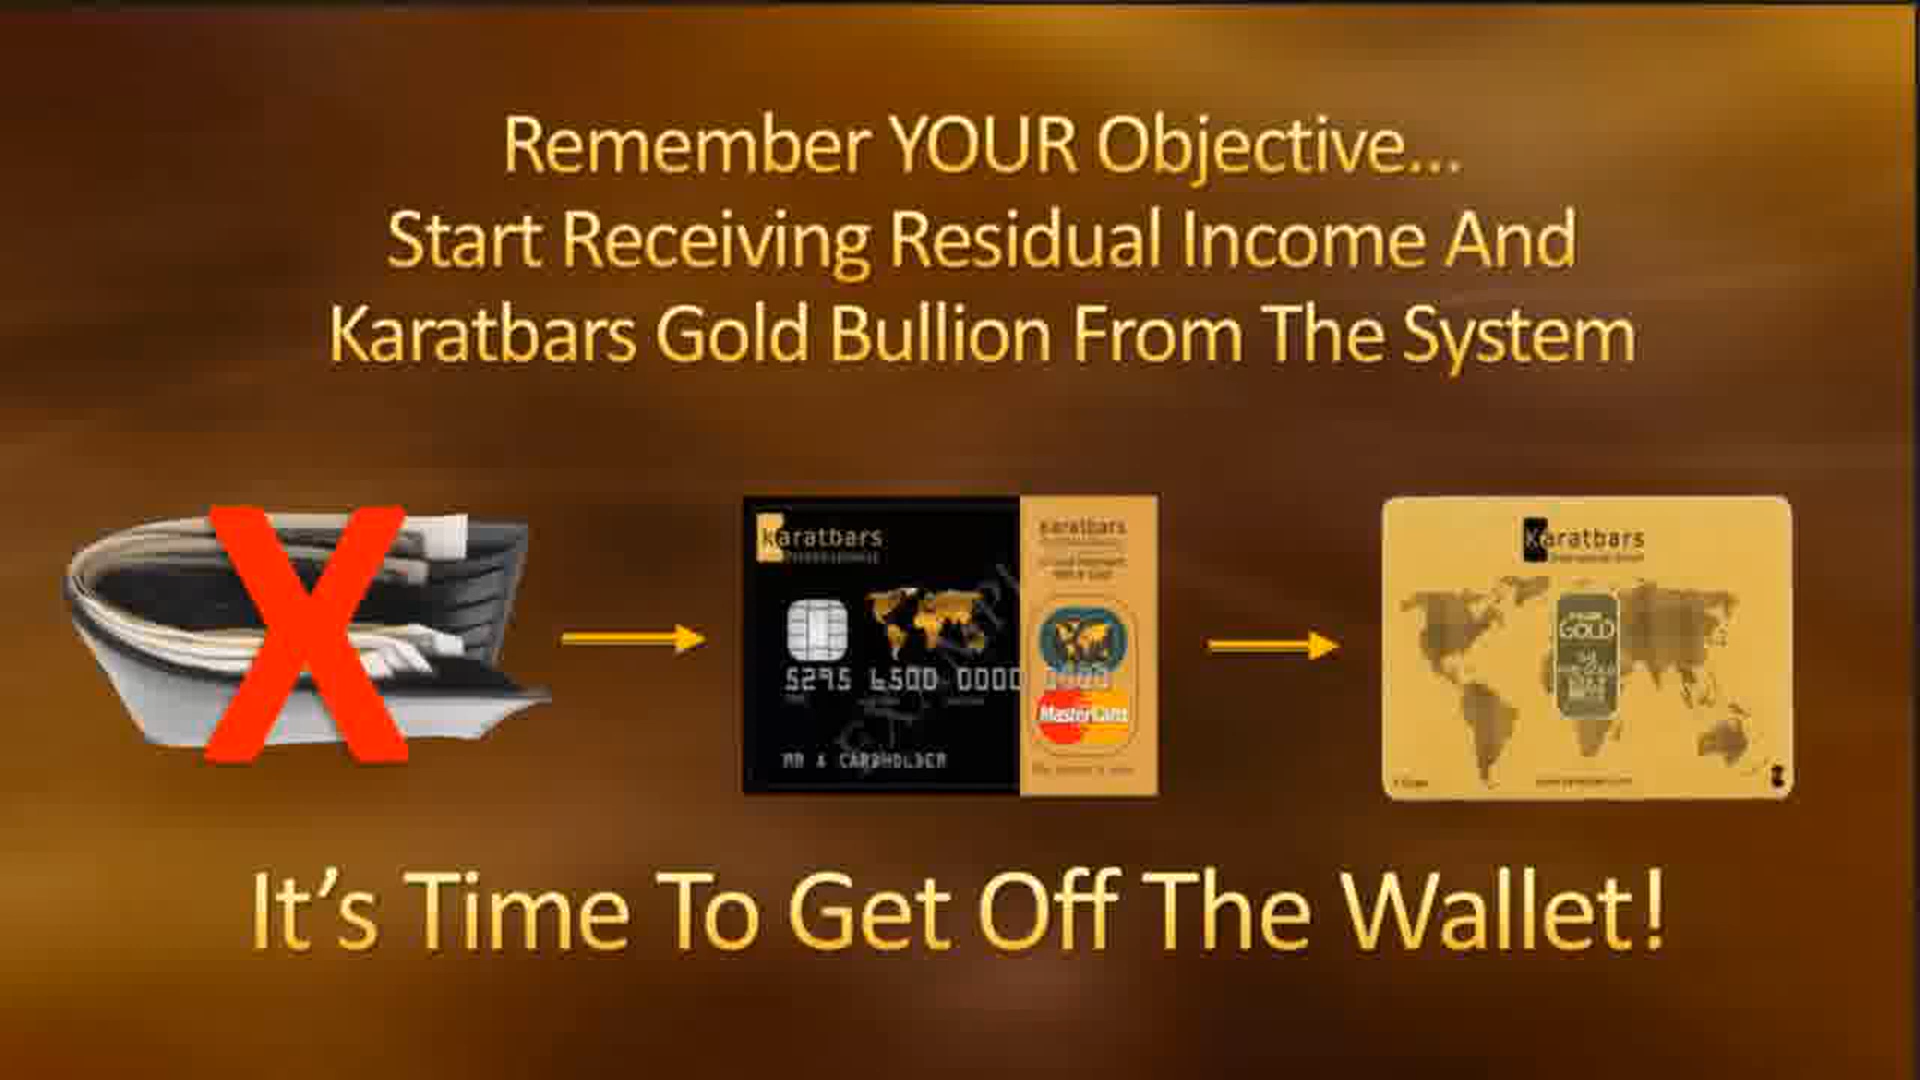 Remember YOUR Objective...
Start Receiving Residual Income And
Karatbars Gold Bullion From The System
X
karatbars
karatbars
5295 6500 0000
MasterCard
MR A CARDHOLDER
Karatbars
GOLD
It's Time To Get Off The Wallet!